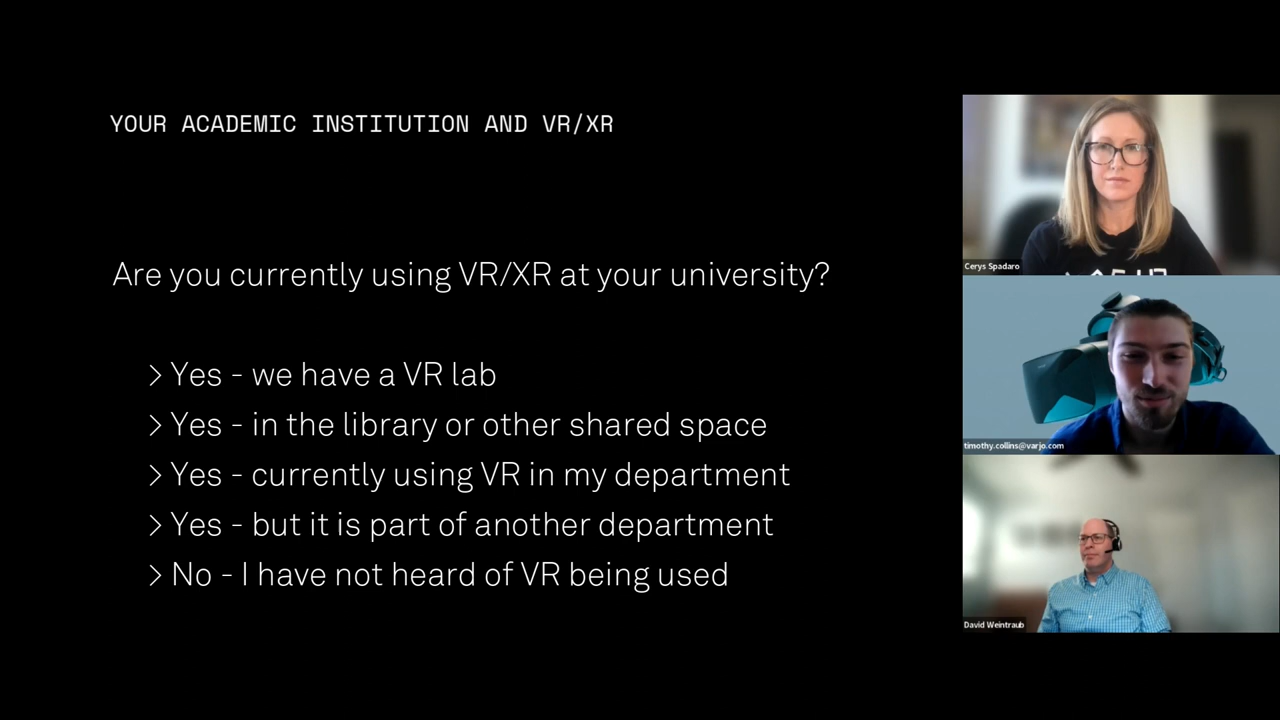 YOUR ACADEMIC INSTITUTION AND VR/XR
Are you currently using VR/XR at your university?
> Yes - we have a VR lab
> Yes - in the library or other shared space
> Yes - currently using VR in my department
> Yes - but it is part of another department
> No - I have not heard of VR being used
Cerys Spadaro
timothy.collins@varjo.com
David Weintraub